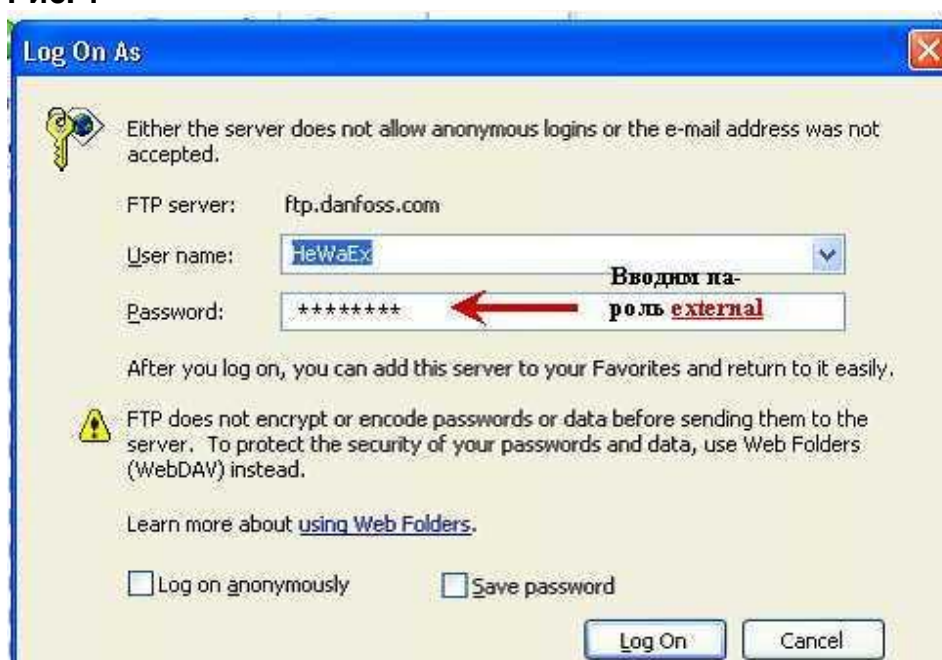 Log On As
Either the server does not allow anonymous logins or the e-mail address was not
accepted.
FTP server: ftp.danfoss.com
User name: HeWaEx
Вводим па-
Password: ******** роль external
After you log on, you can add this server to your Favorites and return to it easily.
FTP does not encrypt or encode passwords or data before sending them to the
server. To protect the security of your passwords and data, use Web Folders
(WebDAV) instead.
Learn more about using Web Folders.
Log on anonymously Save password
Log On Cancel